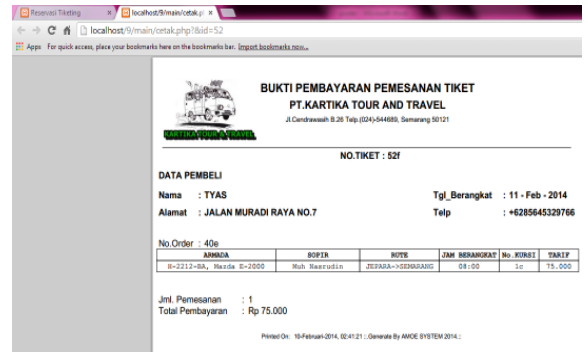 Reservasi Tiketing
localhost/9/main/cetak.p
localhost/9/main/cetak.php?&id=52
Apps For quick access, place your bookmarks here on the bookmarks bar. Import bookmarks now...
BUKTI PEMBAYARAN PEMESANAN TIKET
PT.KARTIKA TOUR AND TRAVEL
Jl.Cendrawasih B.26 Telp.(024)-544689, Semarang 50121
KARTIKA TOUR & TRAVEL
NO.TIKET : 52f
DATA PEMBELI
Nama : TYAS Tgl_Berangkat : 11 - Feb - 2014
Alamat : JALAN MURADI RAYA NO.7 Telp : +6285645329766
No.Order : 40e
ARMADA SOPIR RUTE JAM BERANGKAT No.KURSI TARIF
H-2212-BA, Mazda E-2000 Muh Nasrudin JEPARA->SEMARANG 08:00 1c 75.000
Jml. Pemesanan : 1
Total Pembayaran : Rp 75.000
Printed On: 10-Februari-2014, 02:41:21 ::.Generate By AMOE SYSTEM 2014.::